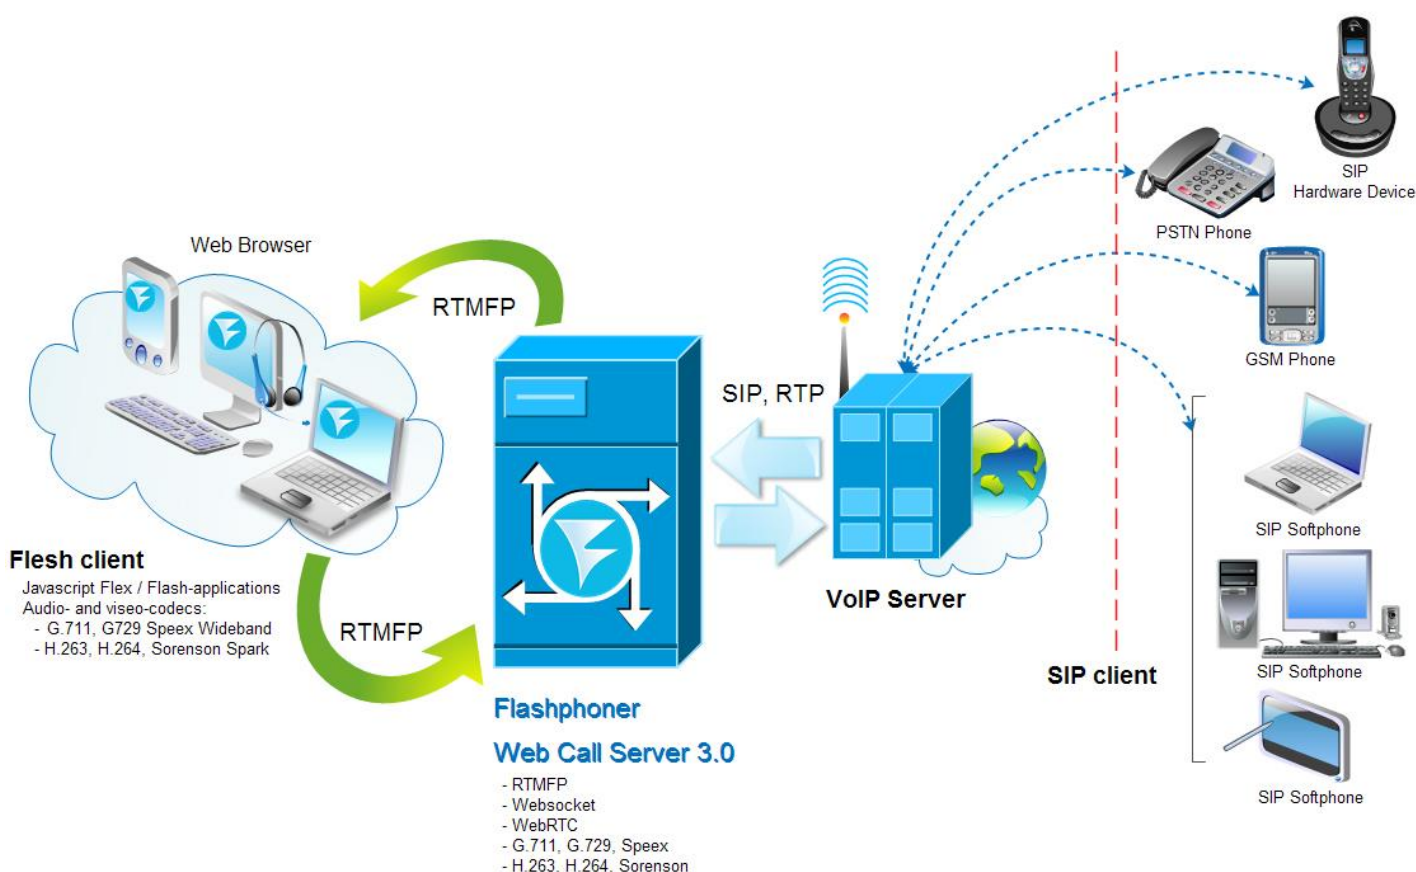 Web Browser
RTMFP
Flesh client
Javascript Flex / Flash-applications
Audio- and viseo-codecs:
- G.711, G729 Speex Wideband
- H.263, H.264, Sorenson Spark
RTMFP
Flashphoner
Web Call Server 3.0
- RTMFP
- Websocket
- WebRTC
- G.711, G.729, Speex
- H.263, H.264, Sorenson
SIP, RTP
VoIP Server
SIP client
SIP
Hardware Device
PSTN Phone
GSM Phone
SIP Softphone
SIP Softphone
SIP Softphone